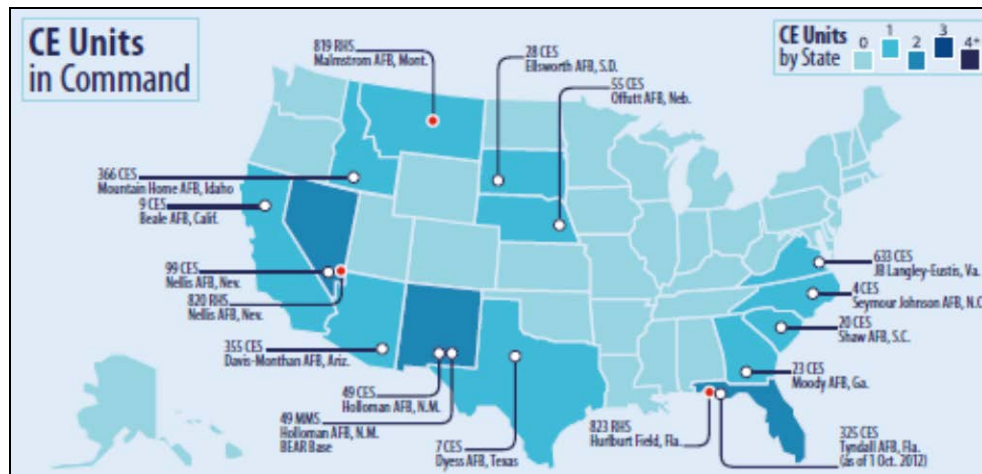 CE Units
in Command
CE Units
by State
0
1
2
3
4+
819 RHS
Malmstrom AFB, Mont.
28 CES
Ellsworth AFB, S.D.
55 CES
Offutt AFB, Neb.
366 CES
Mountain Home AFB, Idaho
9 CES
Beale AFB, Calif.
99 CES
Nellis AFB, Nev.
820 RHS
Nellis AFB, Nev.
355 CES
Davis-Monthan AFB, Ariz.
49 CES
Holloman AFB, N.M.
49 MMS
Holloman AFB, N.M.
BEAR Base
7 CES
Dyess AFB, Texas
823 RHS
Hurlburt Field, Fla.
325 CES
Tyndall AFB, Fla.
(as of 1 Oct. 2012)
633 CES
JB Langley-Eustis, Va.
4 CES
Seymour Johnson AFB, N.C
20 CES
Shaw AFB, S.C.
23 CES
Moody AFB, Ga.